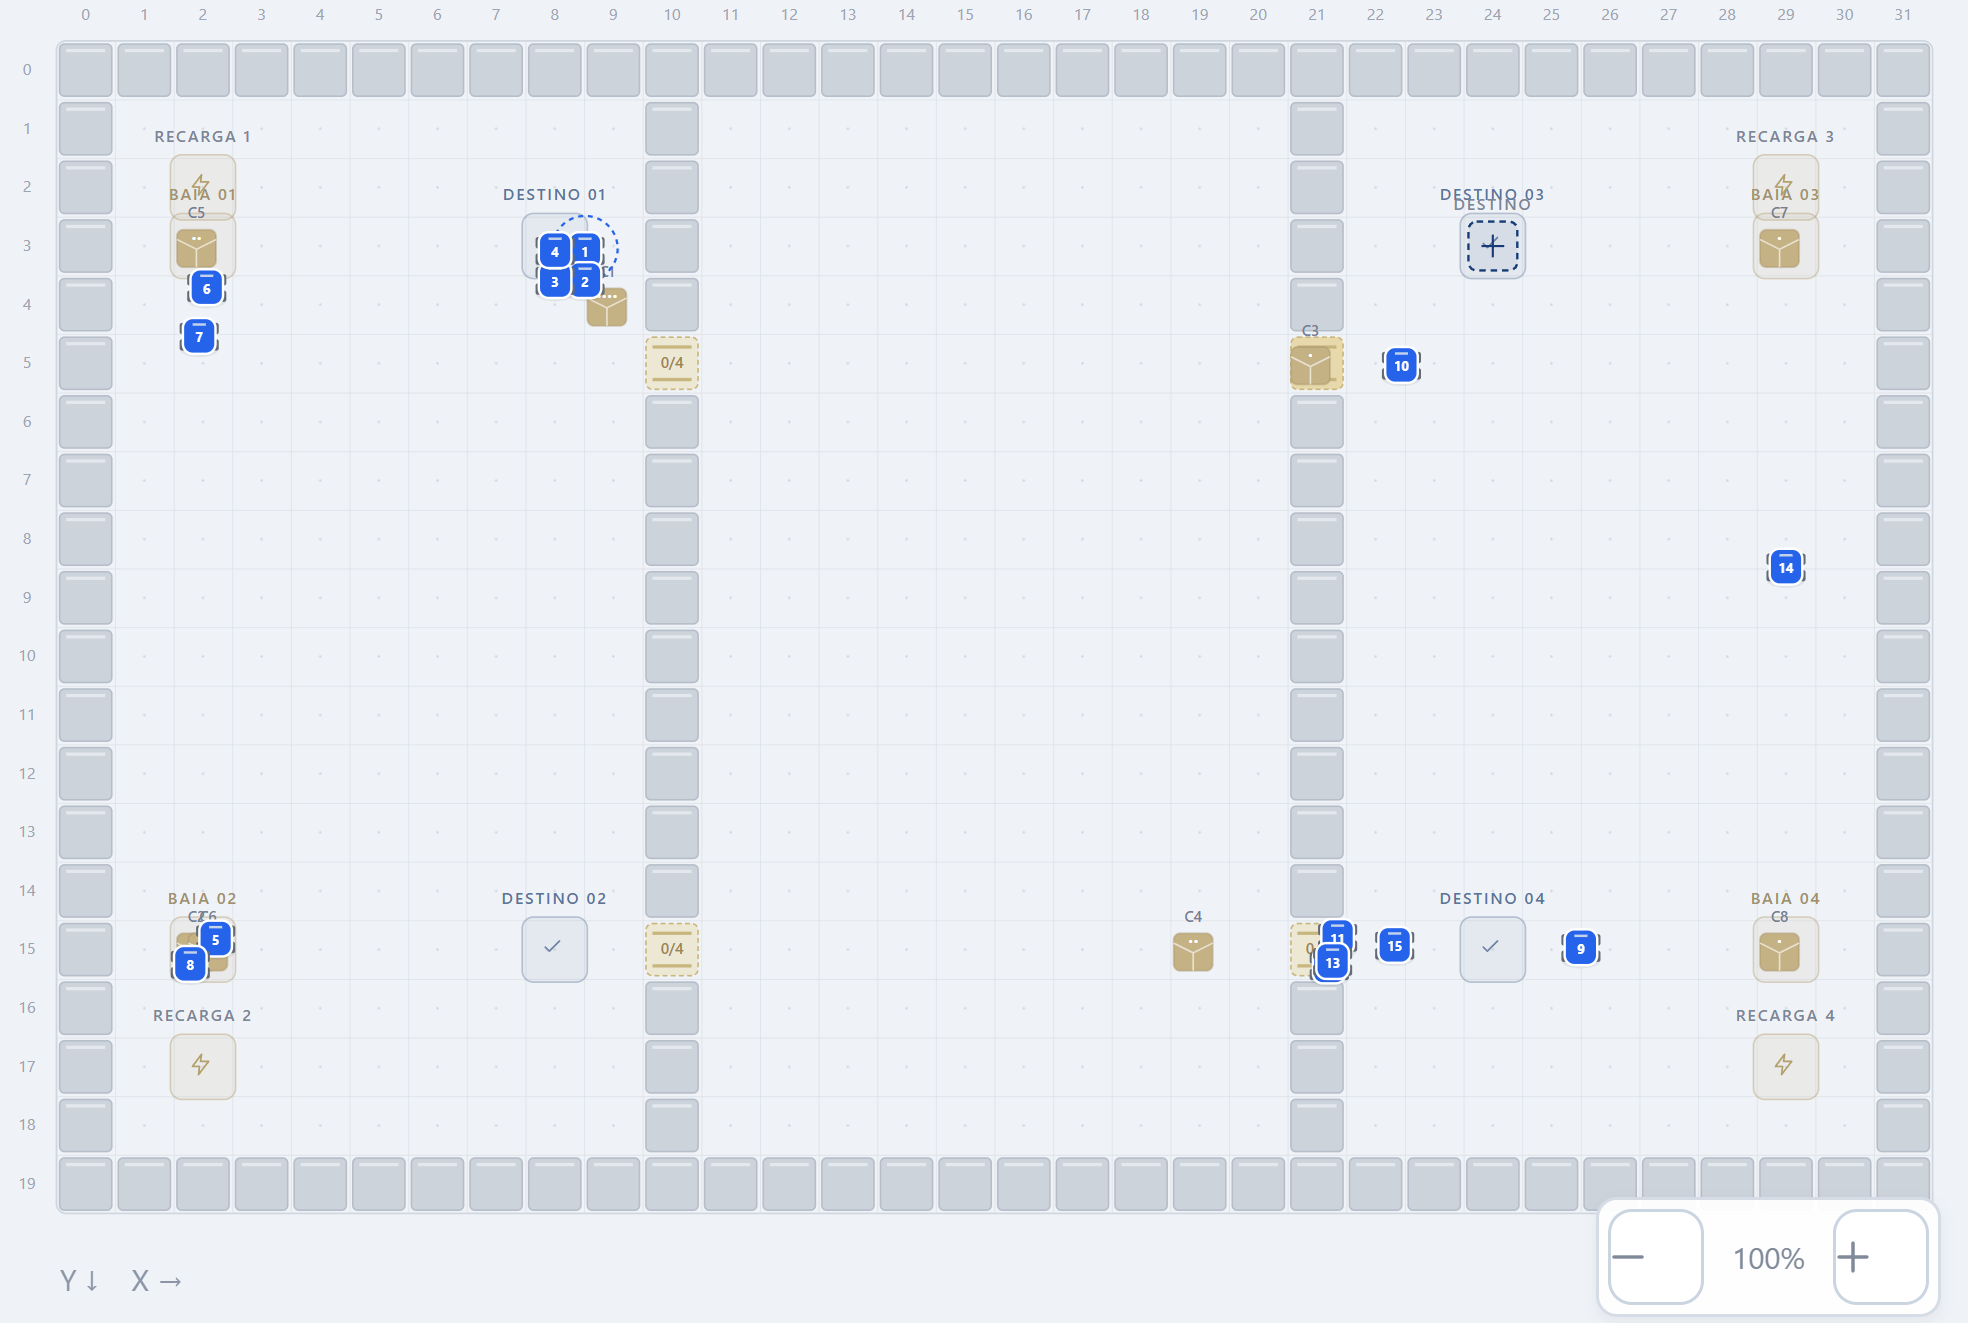 0 1 2 3 4 5 6 7 8 9 10 11 12 13 14 15 16 17 18 19 20 21 22 23 24 25 26 27 28 29 30 31
0
1
RECARGA 1 RECARGA 3
2
BAIA 01 DESTINO 01 DESTINO 03 BAIA 03
DESTINO
C5 C7
3
4 1
6 3 2
4
C3
7
5 0/4 10
6
7
8
14
9
10
11
12
13
14
BAIA 02 DESTINO 02 DESTINO 04 BAIA 04
C4 C8
5 11
15 0/4 15 9
8 13
16
RECARGA 2 RECARGA 4
17
18
19
Y ↓ X →
− 100% +